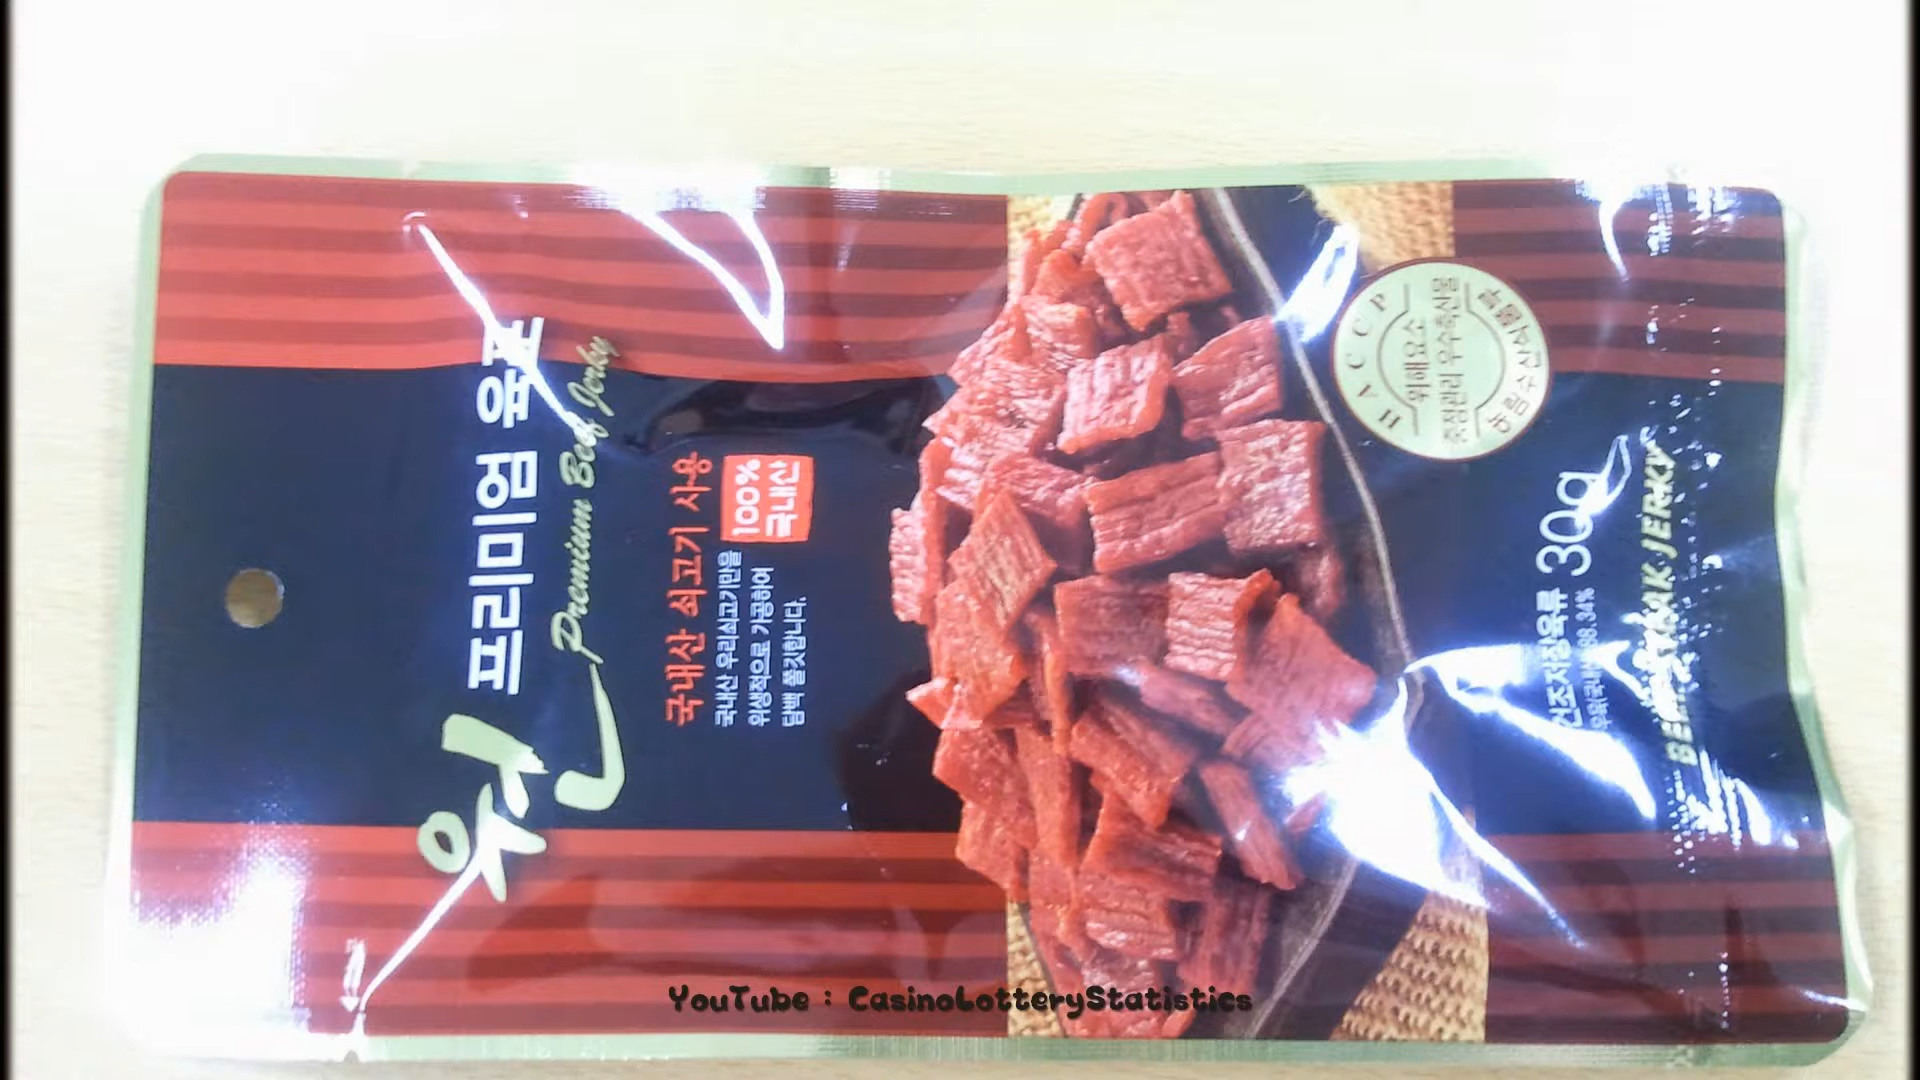 웰
프리미엄 육포
Premium Beef Jerky
국내산 쇠고기 사용
100%
국내산
국내산 우리쇠고기만을
위생적으로 가공하여
담백 쫄깃합니다.
HACCP
위해요소
중점관리 우수축산물
농림수산식품부
건조저장육류 30g
BEEF STEAK JERKY
YouTube : CasinoLotteryStatistics